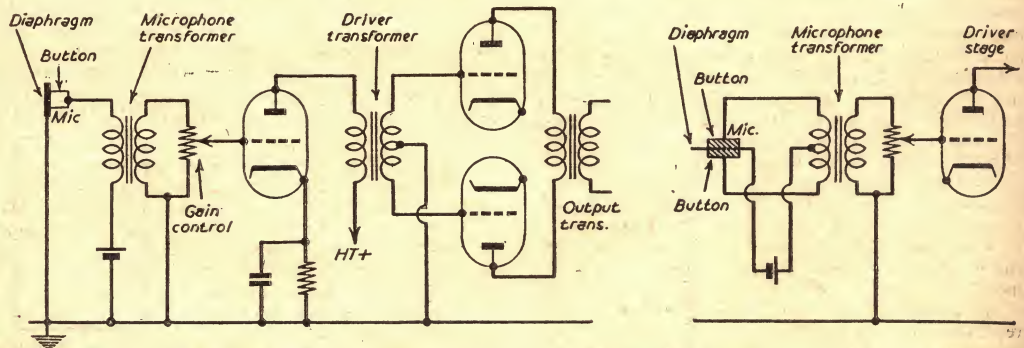 Diaphragm
Button
Mic
Microphone
transformer
Gain
control
Driver
transformer
HT+
Output
trans.
Diaphragm
Button
Mic.
Button
Microphone
transformer
Driver
stage